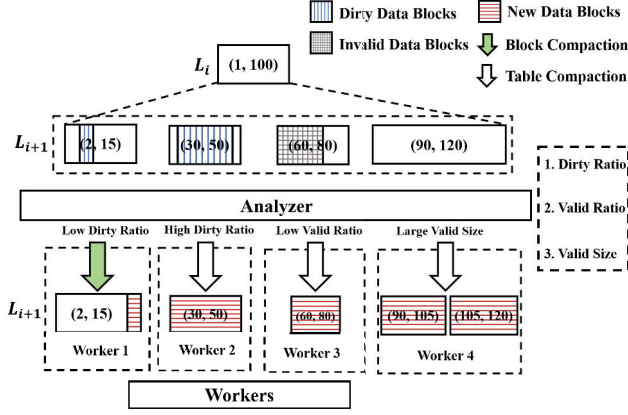 Dirty Data Blocks
New Data Blocks
Invalid Data Blocks
Block Compaction
Table Compaction
L_i
(1, 100)
L_{i+1}
(2, 15)
(30, 50)
(60, 80)
(90, 120)
1. Dirty Ratio
2. Valid Ratio
3. Valid Size
Analyzer
Low Dirty Ratio
High Dirty Ratio
Low Valid Ratio
Large Valid Size
L_{i+1}
(2, 15)
(30, 50)
(60, 80)
(90, 105)
(105, 120)
Worker 1
Worker 2
Worker 3
Worker 4
Workers